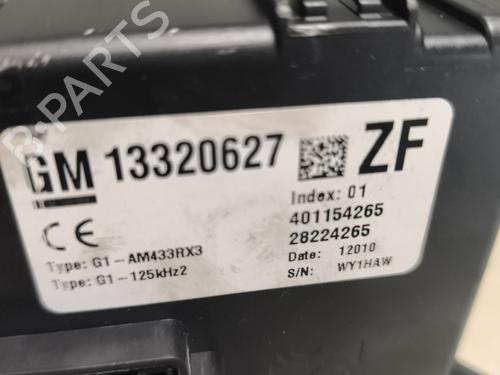 B-Parts
GM 13320627 ZF
Index: 01
401154265
28224265
CE
Type: G1-AM433RX3
Date: 12010
Type: G1-125kHz2
S/N: WY1HAW